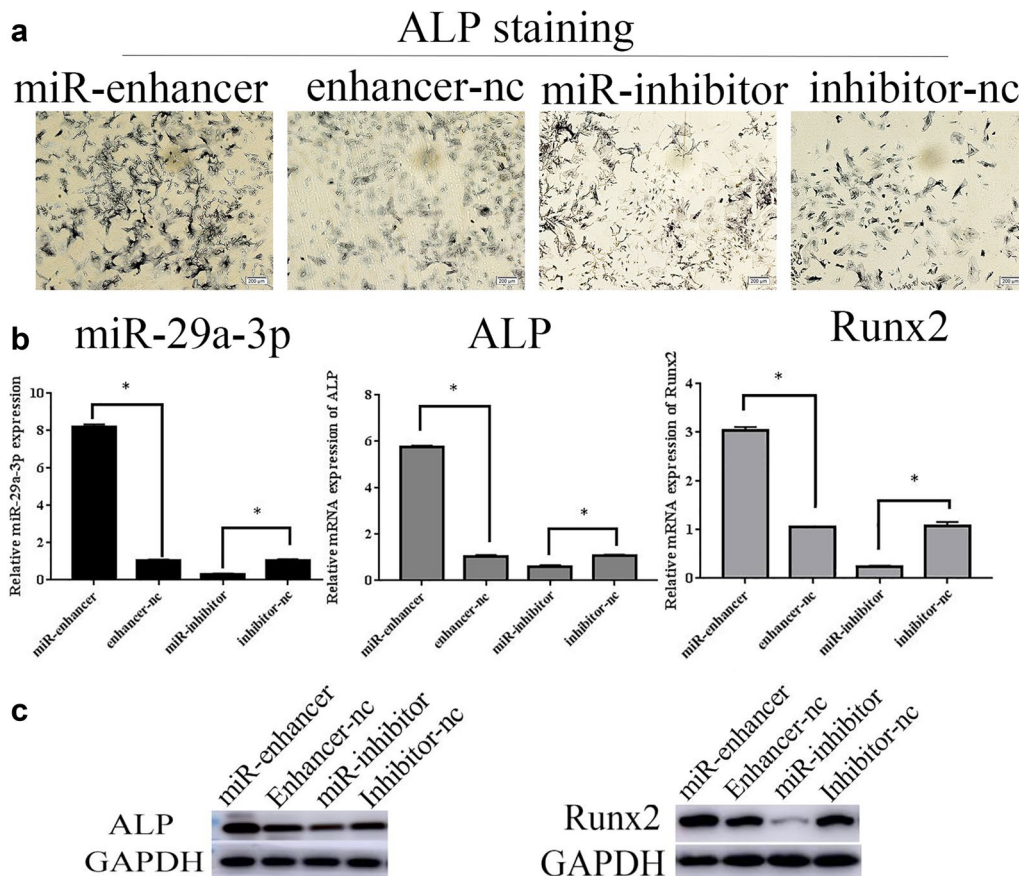 a
ALP staining
miR-enhancer enhancer-nc miR-inhibitor inhibitor-nc
200 µm 200 µm 200 µm 200 µm
b
miR-29a-3p ALP Runx2
Relative miR-29a-3p expression
10
8
6
4
2
0
*
*
miR-enhancer enhancer-nc miR-inhibitor inhibitor-nc
Relative mRNA expression of ALP
8
6
4
2
0
*
*
miR-enhancer enhancer-nc miR-inhibitor inhibitor-nc
Relative mRNA expression of Runx2
4
3
2
1
0
*
*
miR-enhancer enhancer-nc miR-inhibitor inhibitor-nc
c
miR-enhancer Enhancer-nc miR-inhibitor Inhibitor-nc
ALP
GAPDH
miR-enhancer Enhancer-nc miR-inhibitor Inhibitor-nc
Runx2
GAPDH